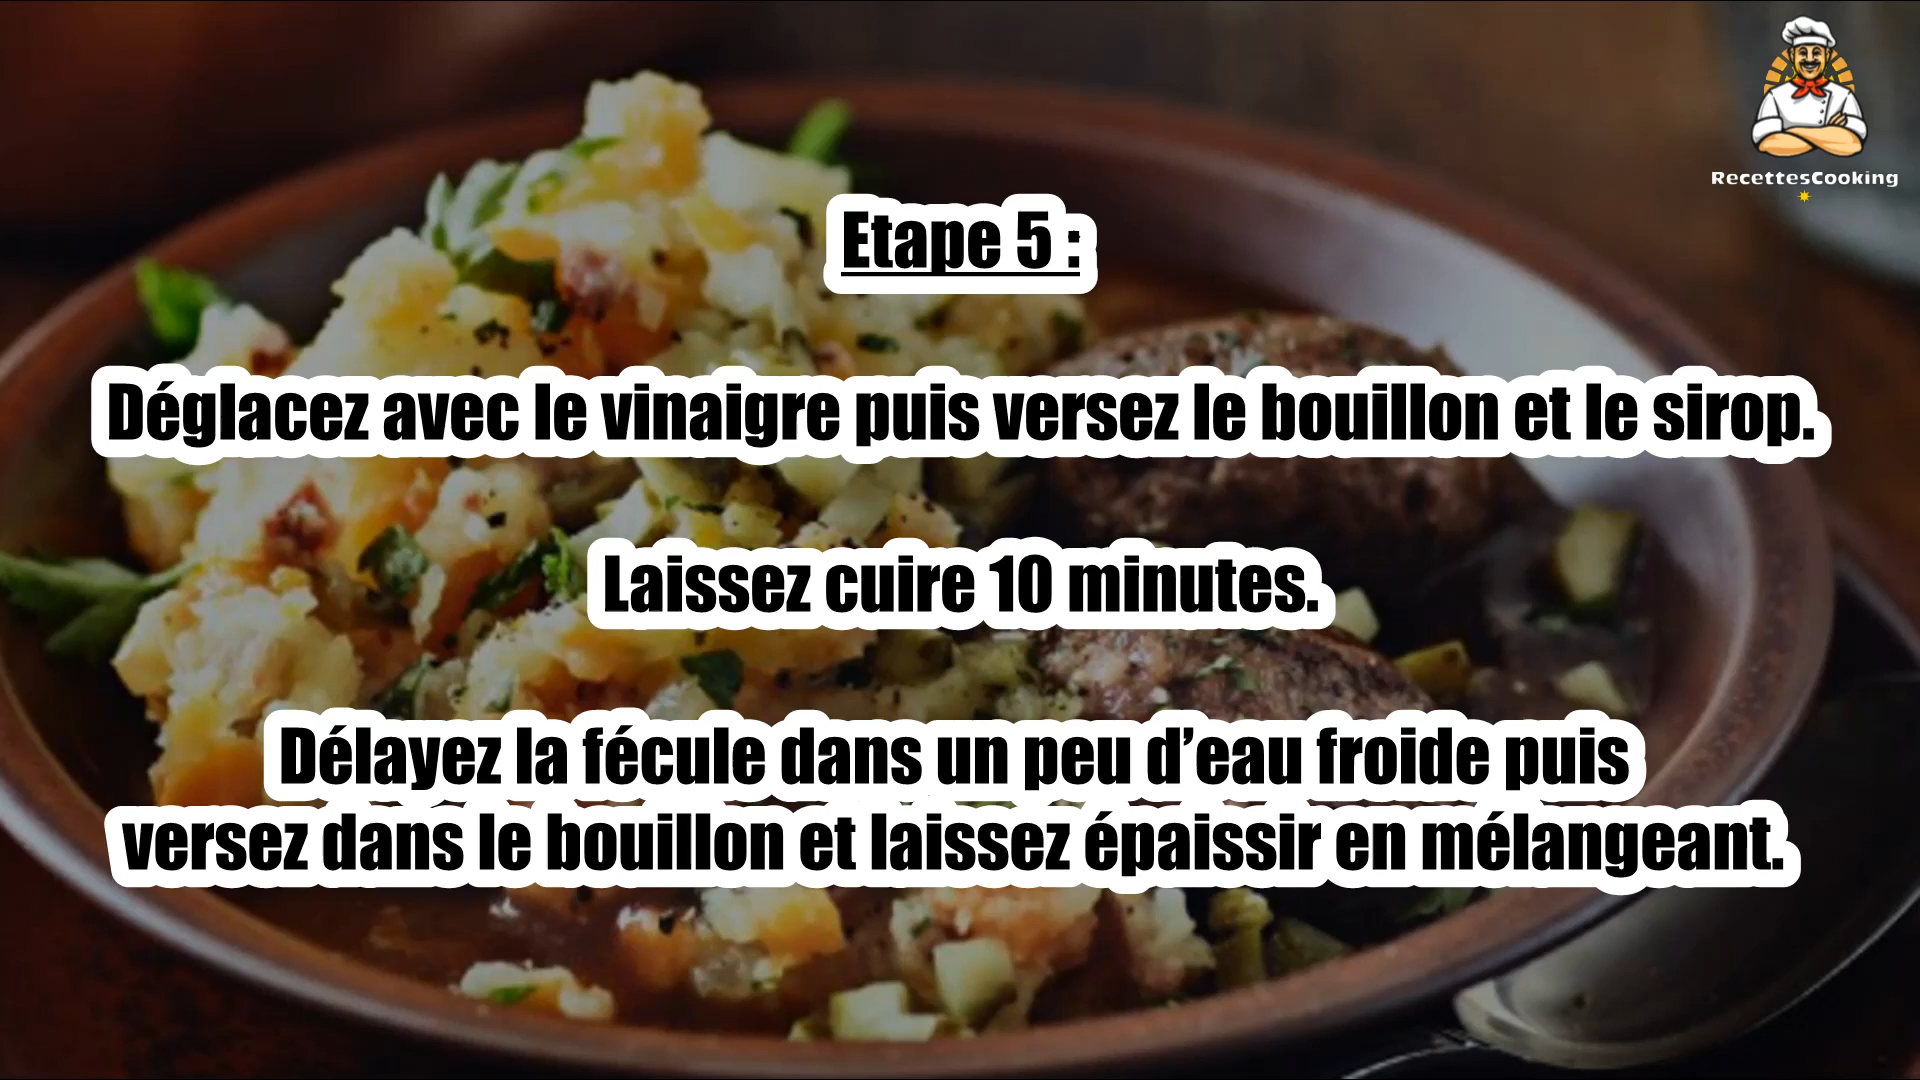 RecettesCooking
Etape 5 :
Déglacez avec le vinaigre puis versez le bouillon et le sirop.
Laissez cuire 10 minutes.
Délayez la fécule dans un peu d’eau froide puis
versez dans le bouillon et laissez épaissir en mélangeant.